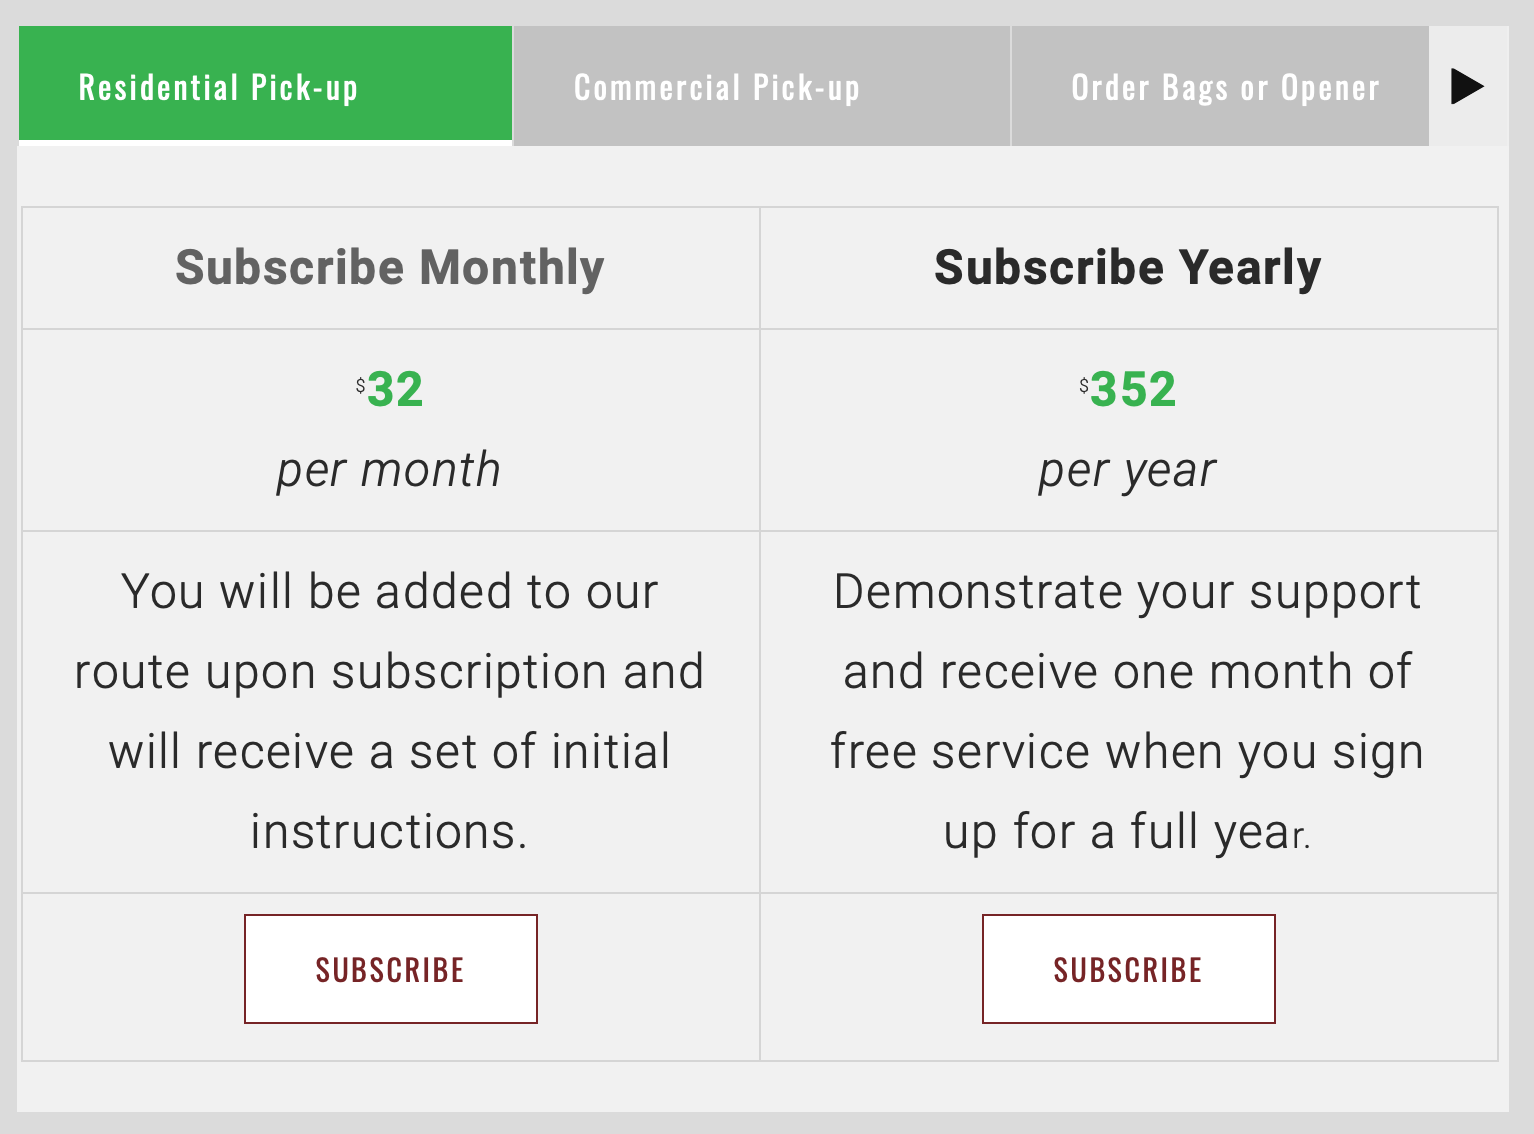 Residential Pick-up
Commercial Pick-up
Order Bags or Opener
Subscribe Monthly
Subscribe Yearly
$32
per month
$352
per year
You will be added to our
route upon subscription and
will receive a set of initial
instructions.
Demonstrate your support
and receive one month of
free service when you sign
up for a full year.
SUBSCRIBE
SUBSCRIBE